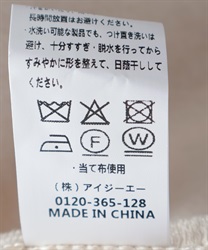 長時間放置はお避けください。
・水洗い可能な製品でも、つけ置き洗いは
避け、十分すすぎ・脱水を行ってから
すみやかに形を整えて、日陰干しして
ください。
F
W
・当て布使用
(株)アイジーエー
0120-365-128
MADE IN CHINA